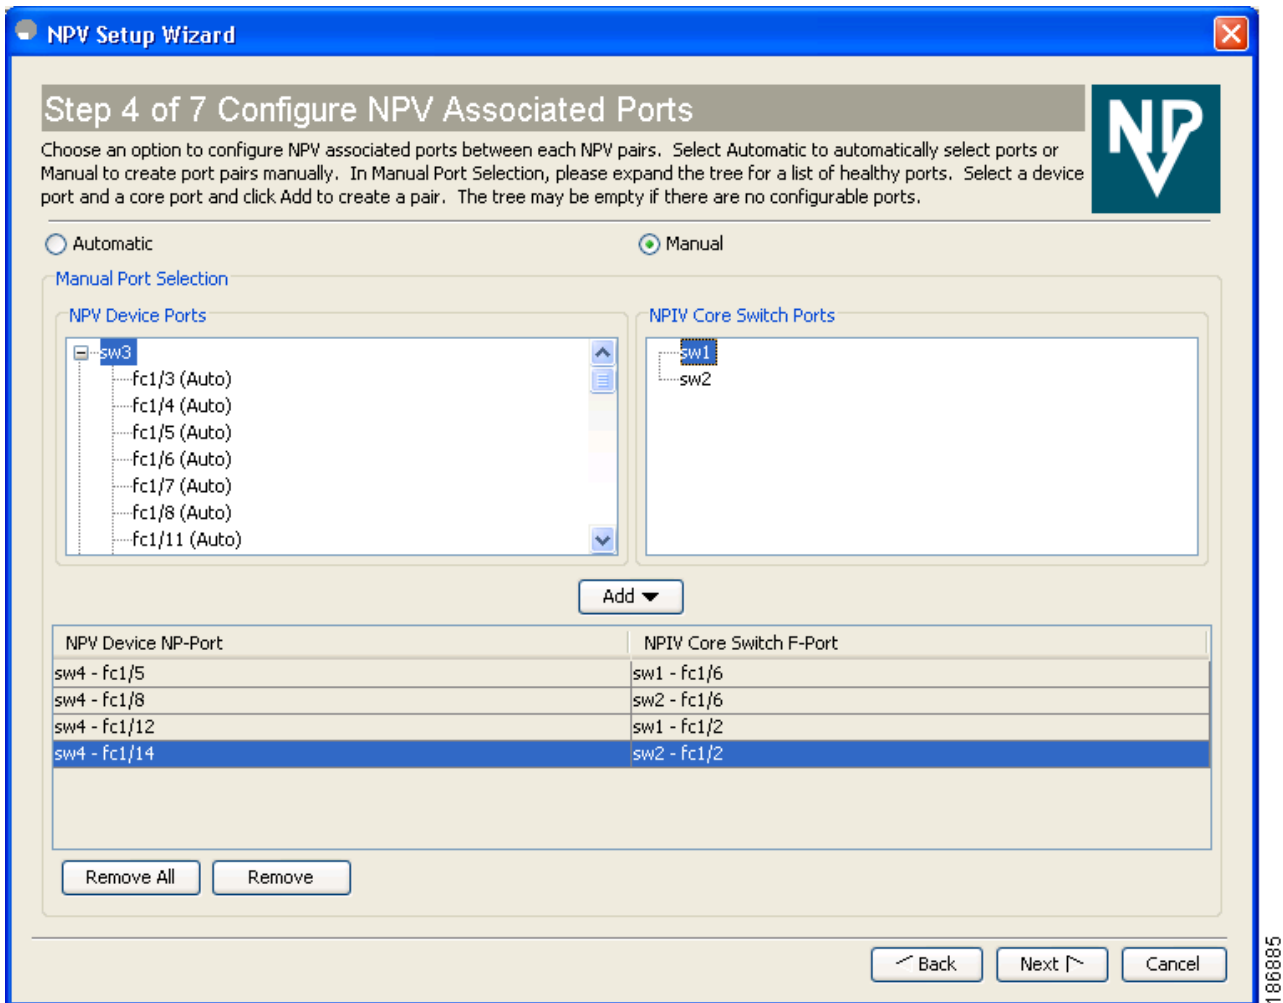 NPV Setup Wizard
Step 4 of 7 Configure NPV Associated Ports
NPV
Choose an option to configure NPV associated ports between each NPV pairs. Select Automatic to automatically select ports or
Manual to create port pairs manually. In Manual Port Selection, please expand the tree for a list of healthy ports. Select a device
port and a core port and click Add to create a pair. The tree may be empty if there are no configurable ports.
Automatic
Manual
Manual Port Selection
NPV Device Ports
sw3
fc1/3 (Auto)
fc1/4 (Auto)
fc1/5 (Auto)
fc1/6 (Auto)
fc1/7 (Auto)
fc1/8 (Auto)
fc1/11 (Auto)
NPIV Core Switch Ports
sw1
sw2
Add
NPV Device NP-Port NPIV Core Switch F-Port
sw4 - fc1/5 sw1 - fc1/6
sw4 - fc1/8 sw2 - fc1/6
sw4 - fc1/12 sw1 - fc1/2
sw4 - fc1/14 sw2 - fc1/2
Remove All Remove
Back Next Cancel
186885